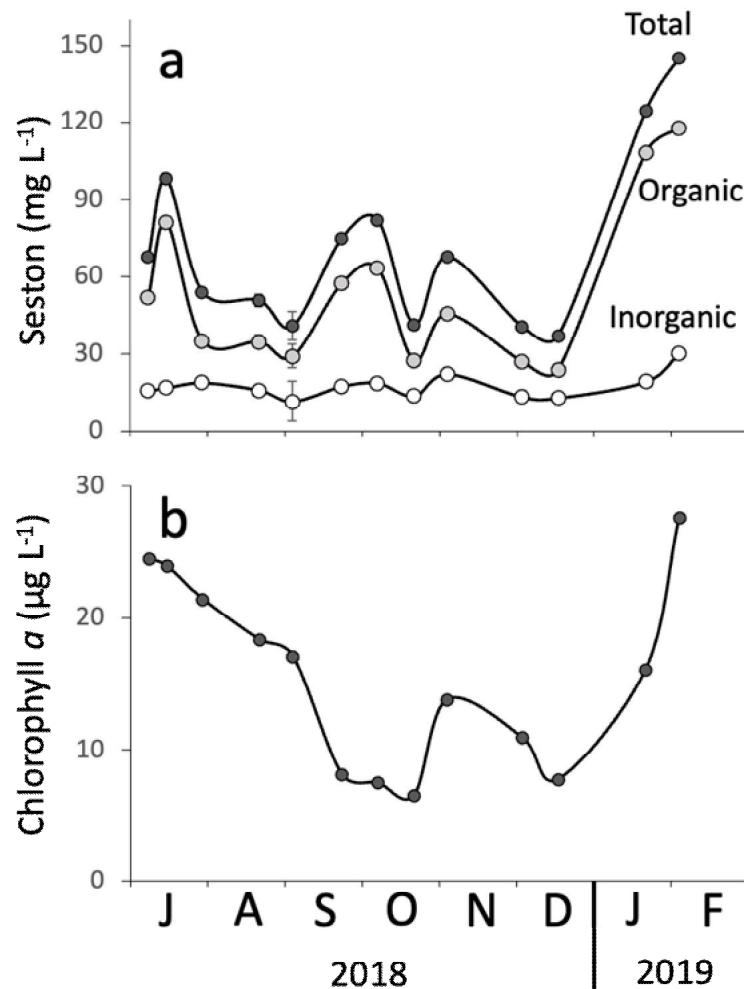 Total
150
a
120
Seston (mg L⁻¹)
90
Organic
60
Inorganic
30
0
30
b
Chlorophyll a (µg L⁻¹)
20
10
0
J A S O N D J F
2018 2019